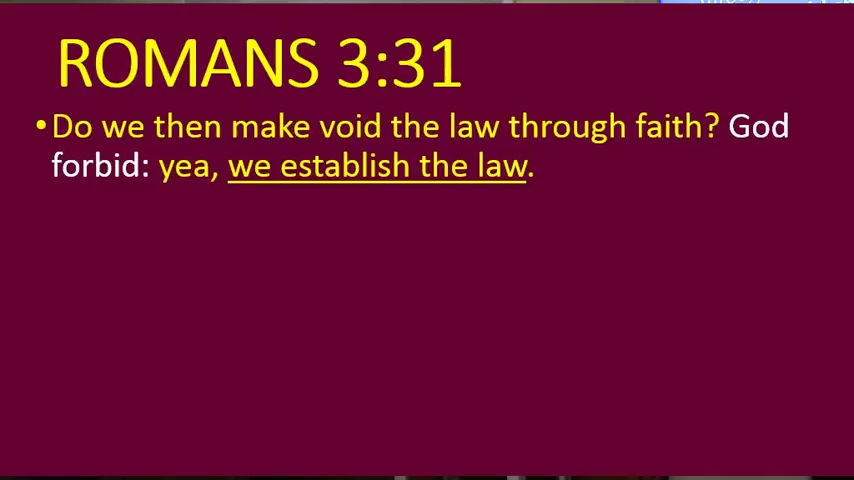 ROMANS 3:31
•Do we then make void the law through faith? God
forbid: yea, we establish the law.